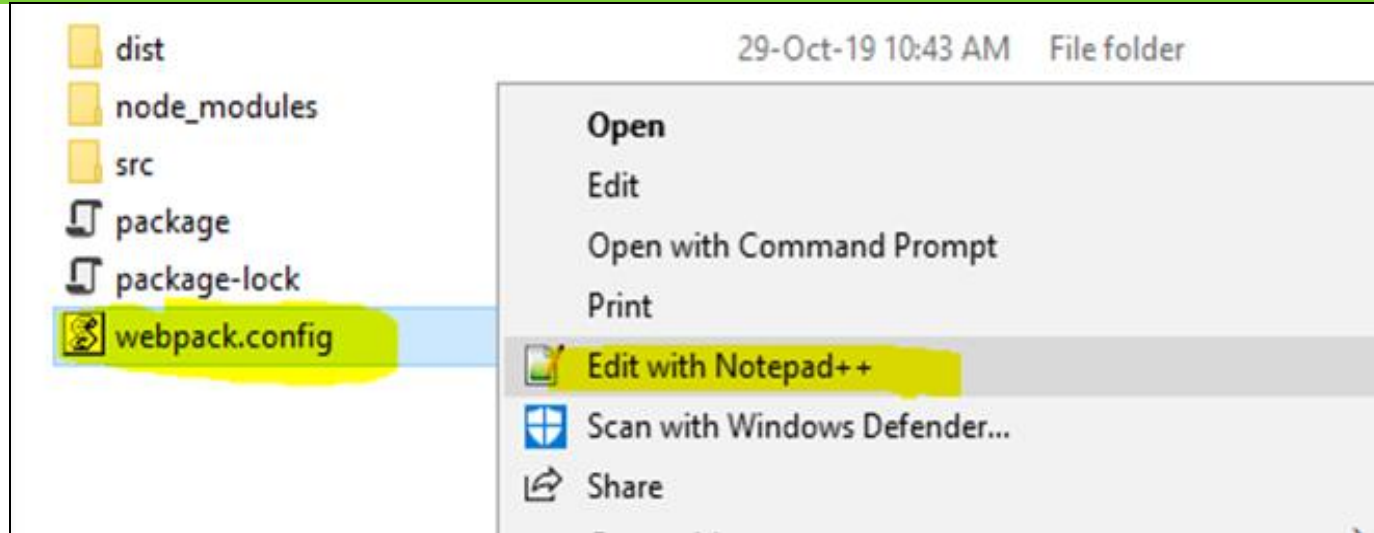 dist 29-Oct-19 10:43 AM File folder
node_modules
Open
src
Edit
package
Open with Command Prompt
package-lock
Print
webpack.config
Edit with Notepad++
Scan with Windows Defender...
Share